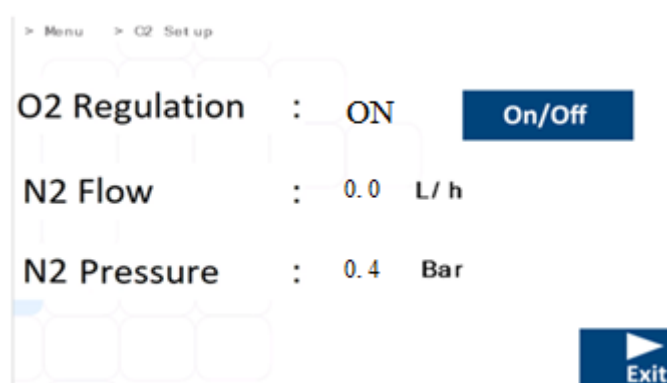 > Menu > O2 Set up
O2 Regulation : ON On/Off
N2 Flow : 0.0 L/h
N2 Pressure : 0.4 Bar
Exit